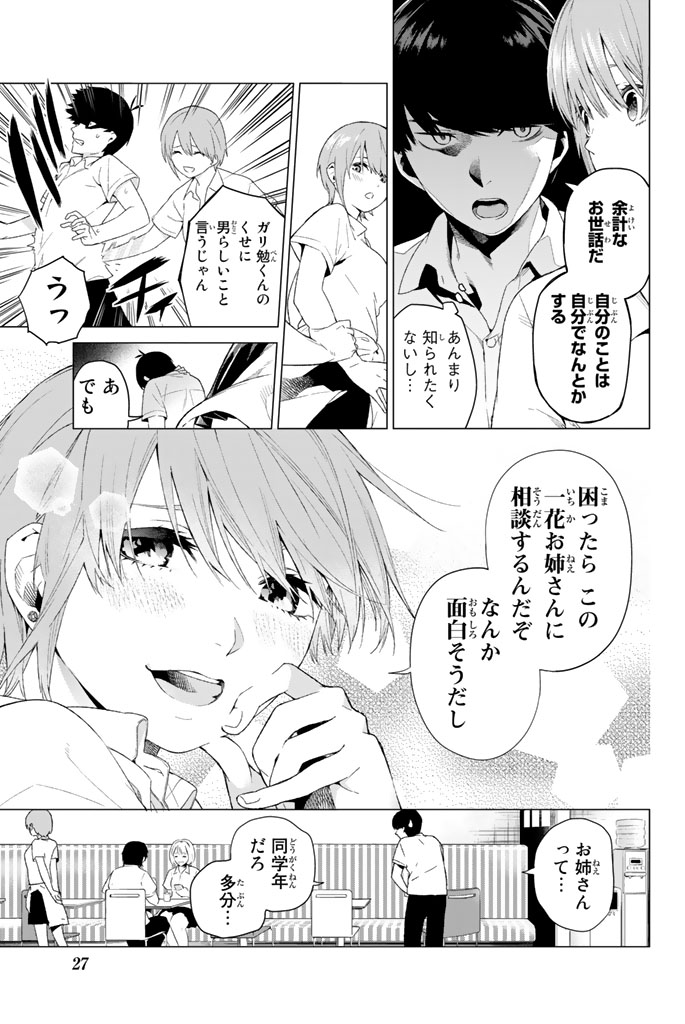 余計な
お世話だ
自分のことは
自分でなんとか
する
あんまり
知られたく
ないし…
ガリ勉くんの
くせに
男らしいこと
言うじゃん
うっ
あ
でも
困ったら この
一花お姉さんに
相談するんだぞ
なんか
面白そうだし
お姉さん
って…
同学年
だろ
多分…
27